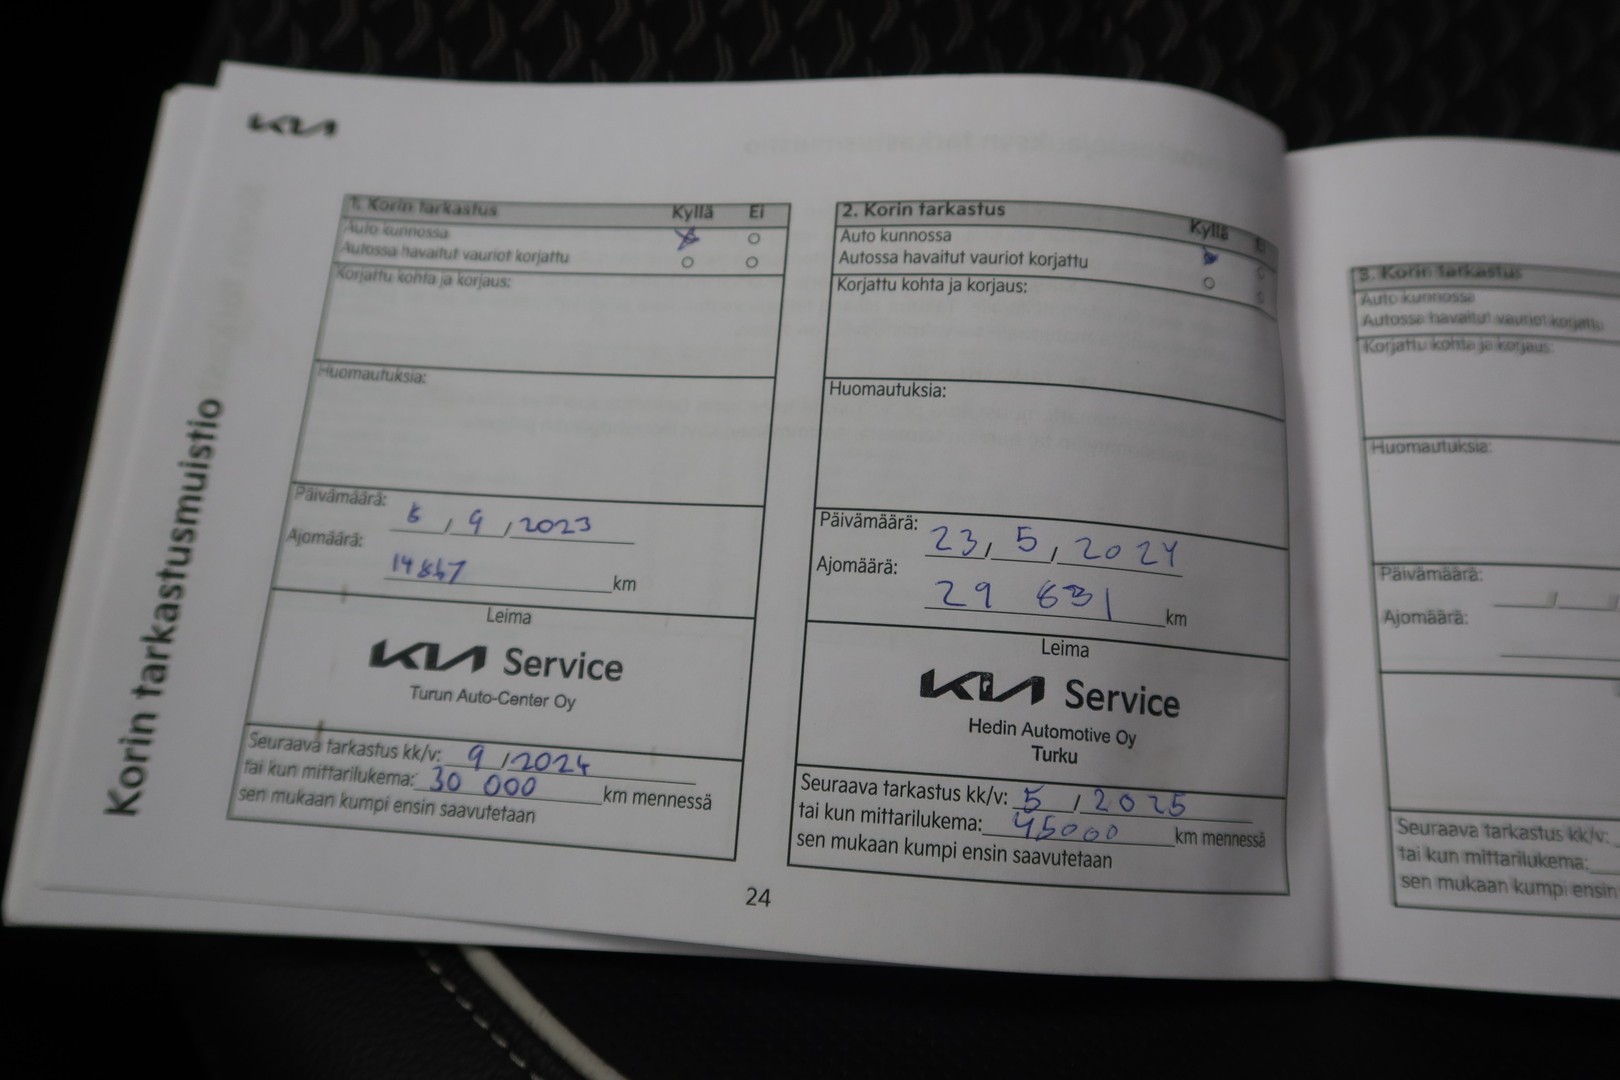 KIA
Korin tarkastusmuistio
1. Korin tarkastus Kyllä Ei
Auto kunnossa
Autossa havaitut vauriot korjattu
Korjattu kohta ja korjaus:
Huomautuksia:
Päivämäärä: / 9 / 2023
Ajomäärä: km
Leima
KIA Service
Turun Auto-Center Oy
Seuraava tarkastus kk/v: 9 / 2024
tai kun mittarilukema: 30 000 km mennessä
sen mukaan kumpi ensin saavutetaan
2. Korin tarkastus Kyllä Ei
Auto kunnossa
Autossa havaitut vauriot korjattu
Korjattu kohta ja korjaus:
Huomautuksia:
Päivämäärä: 23 / 5 / 2024
Ajomäärä: 29 km
Leima
KIA Service
Hedin Automotive Oy
Turku
Seuraava tarkastus kk/v: 5 / 2025
tai kun mittarilukema: 45000 km mennessä
sen mukaan kumpi ensin saavutetaan
24
3. Korin tarkastus
Auto kunnossa
Autossa havaitut vauriot korjattu
Korjattu kohta ja korjaus:
Huomautuksia:
Päivämäärä: / /
Ajomäärä:
Seuraava tarkastus kk/v:
tai kun mittarilukema:
sen mukaan kumpi ensin